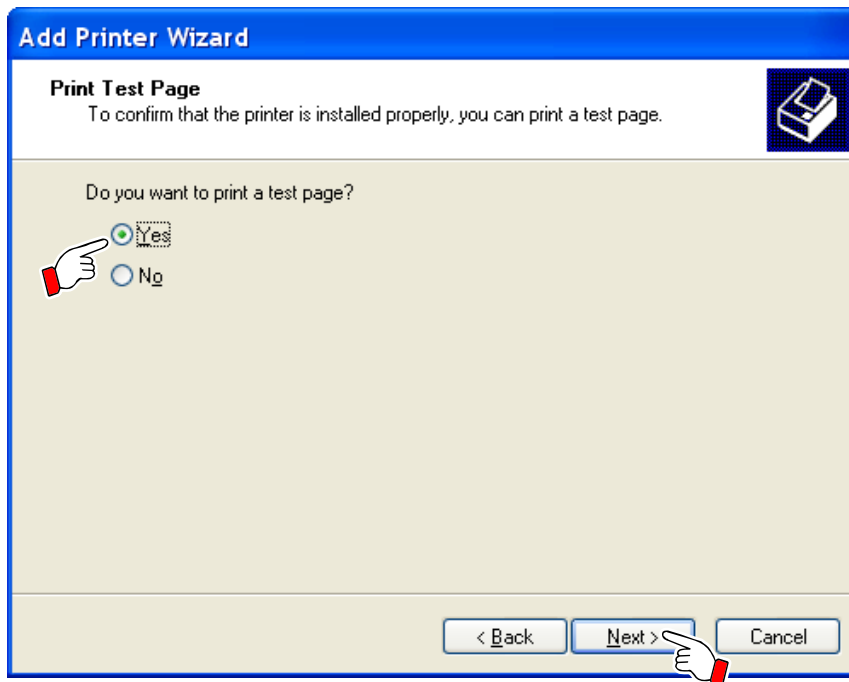 Add Printer Wizard
Print Test Page
To confirm that the printer is installed properly, you can print a test page.
Do you want to print a test page?
Yes
No
< Back Next > Cancel